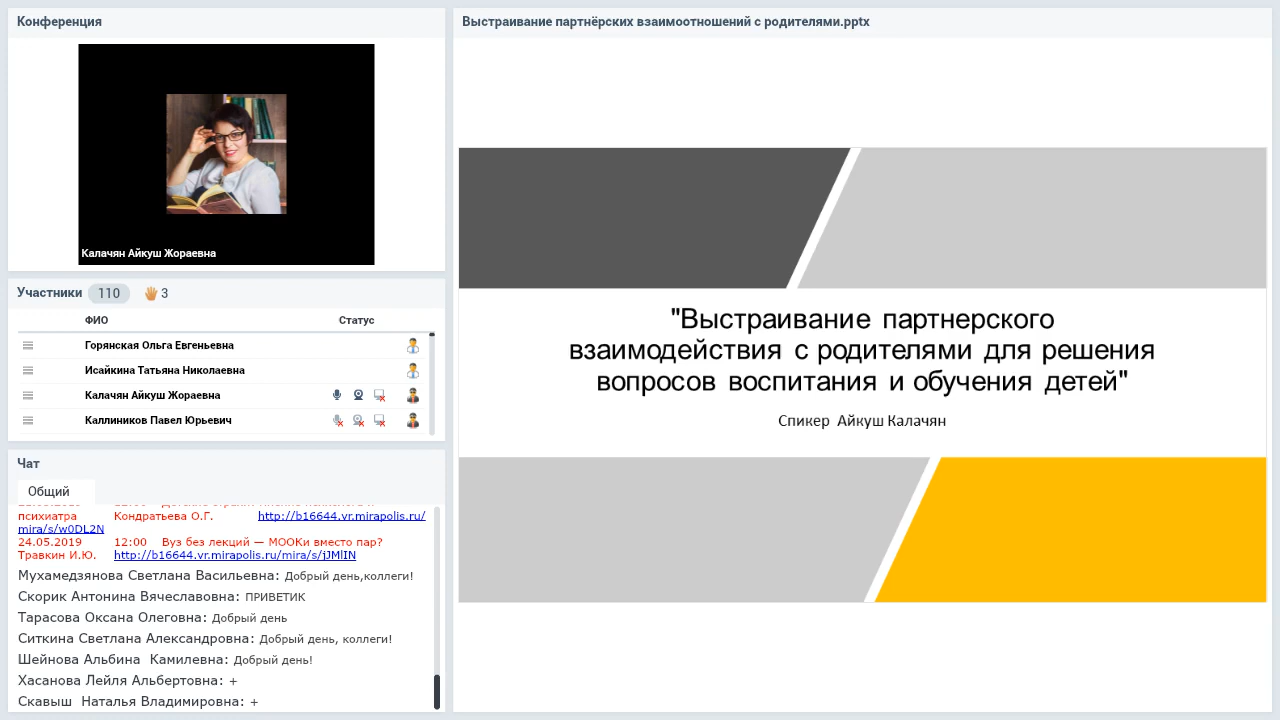 Конференция
Калачян Айкуш Жораевна
Участники 110 3
ФИО Статус
Горянская Ольга Евгеньевна
Исайкина Татьяна Николаевна
Калачян Айкуш Жораевна
Каллиников Павел Юрьевич
Чат
Общий
психиатра Кондратьева О.Г. http://b16644.vr.mirapolis.ru/
mira/s/w0DL2N
24.05.2019 12:00 Вуз без лекций — МООКи вместо пар?
Травкин И.Ю. http://b16644.vr.mirapolis.ru/mira/s/jJMlIN
Мухамедзянова Светлана Васильевна: Добрый день,коллеги!
Скорик Антонина Вячеславовна: ПРИВЕТИК
Тарасова Оксана Олеговна: Добрый день
Ситкина Светлана Александровна: Добрый день, коллеги!
Шейнова Альбина  Камилевна: Добрый день!
Хасанова Лейля Альбертовна: +
Скавыш  Наталья Владимировна: +
Выстраивание партнёрских взаимоотношений с родителями.pptx
"Выстраивание партнерского
взаимодействия с родителями для решения
вопросов воспитания и обучения детей"
Спикер  Айкуш Калачян